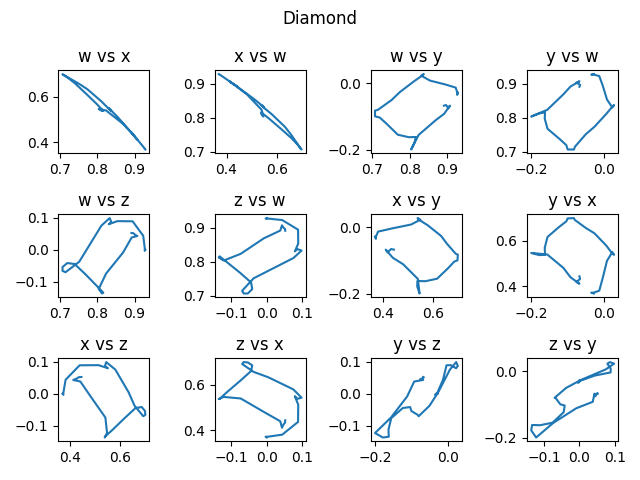 Diamond
w vs x
x vs w
w vs y
y vs w
0.6
0.4
0.7 0.8 0.9
0.9
0.8
0.7
0.4 0.6
0.0
−0.2
0.7 0.8 0.9
0.9
0.8
0.7
−0.2 0.0
w vs z
z vs w
x vs y
y vs x
0.1
0.0
−0.1
0.7 0.8 0.9
0.9
0.8
0.7
−0.1 0.0 0.1
0.0
−0.2
0.4 0.6
0.6
0.4
−0.2 0.0
x vs z
z vs x
y vs z
z vs y
0.1
0.0
−0.1
0.4 0.6
0.6
0.4
−0.1 0.0 0.1
0.1
0.0
−0.1
−0.2 0.0
0.0
−0.2
−0.1 0.0 0.1